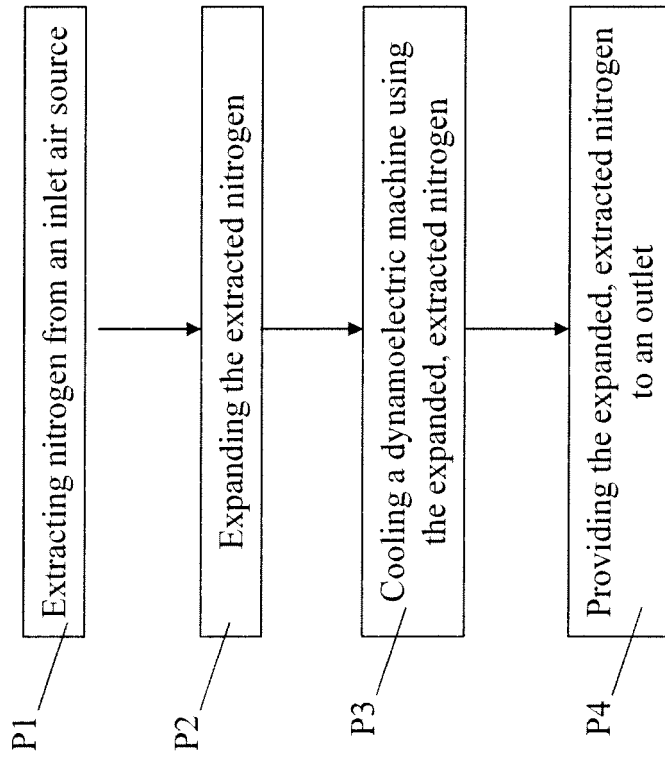 P1
Extracting nitrogen from an inlet air source
P2
Expanding the extracted nitrogen
P3
Cooling a dynamoelectric machine using
the expanded, extracted nitrogen
P4
Providing the expanded, extracted nitrogen
to an outlet